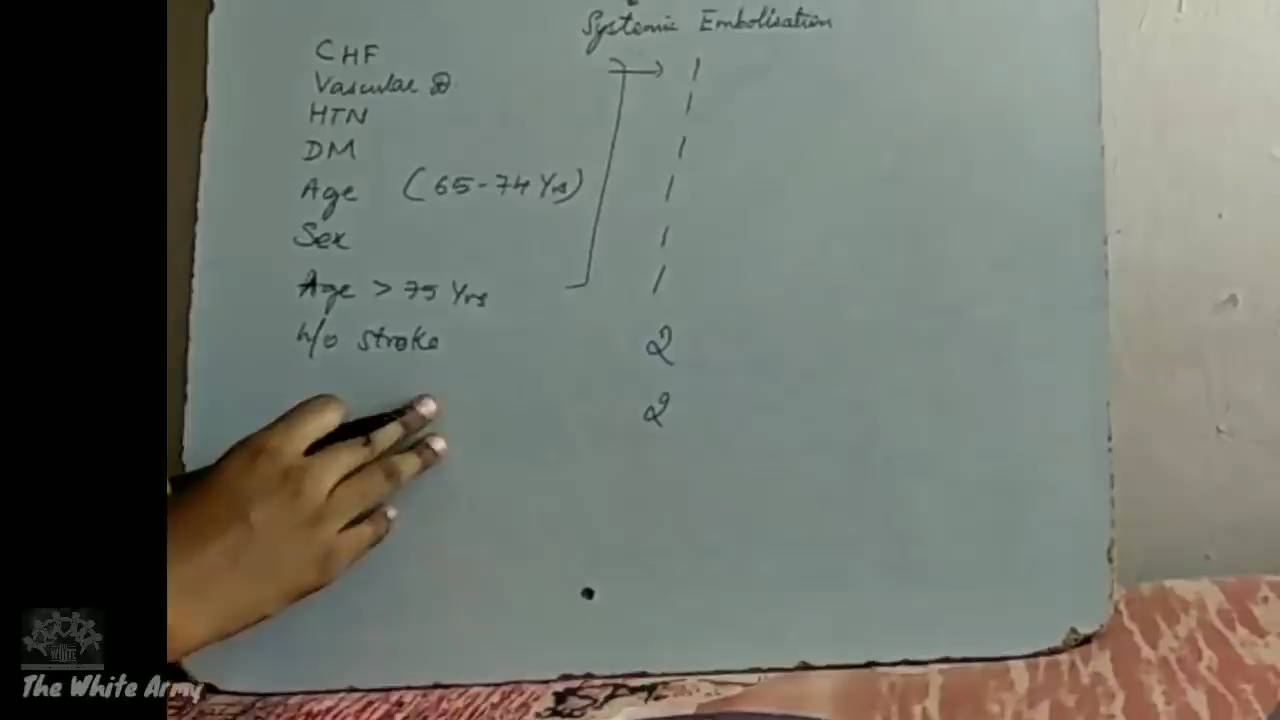 Systemic Embolisation
CHF
Vascular D
HTN
DM
Age (65-74 Yrs)
Sex
Age > 75 Yrs
h/o stroke
→ 1
1
1
1
1
1
2
2
The White Army